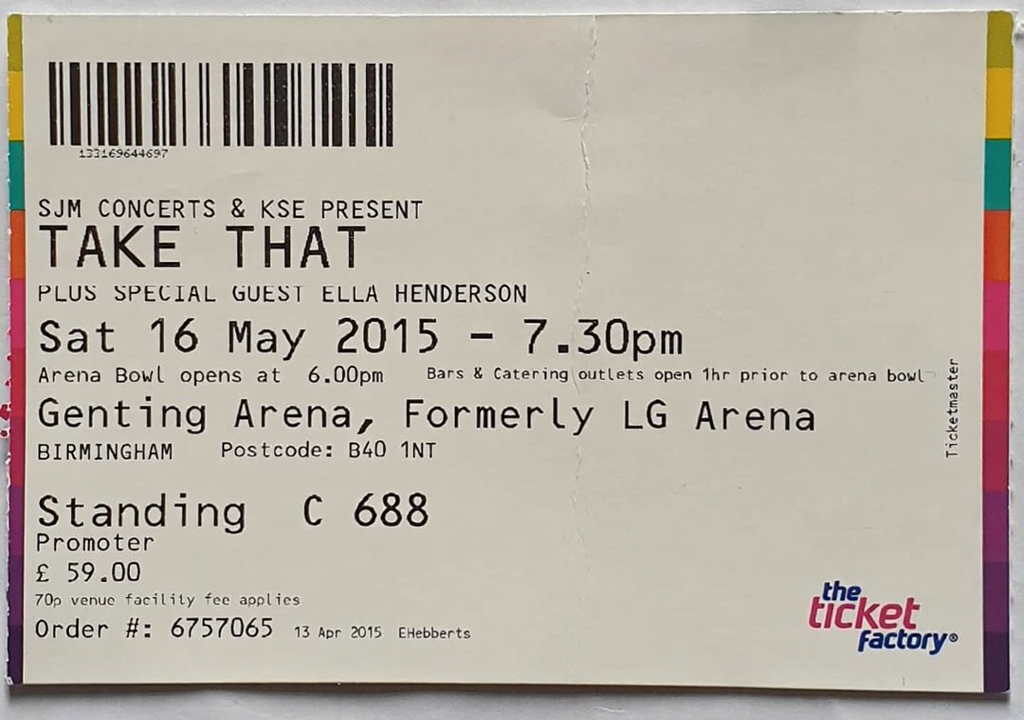 133169644697
SJM CONCERTS & KSE PRESENT
TAKE THAT
PLUS SPECIAL GUEST ELLA HENDERSON
Sat 16 May 2015 – 7.30pm
Arena Bowl opens at 6.00pm Bars & Catering outlets open 1hr prior to arena bowl
Genting Arena, Formerly LG Arena
BIRMINGHAM Postcode: B40 1NT
Standing C 688
Promoter
£ 59.00
70p venue facility fee applies
Order #: 6757065 13 Apr 2015 EHebberts
Ticketmaster
the
ticket
factory®